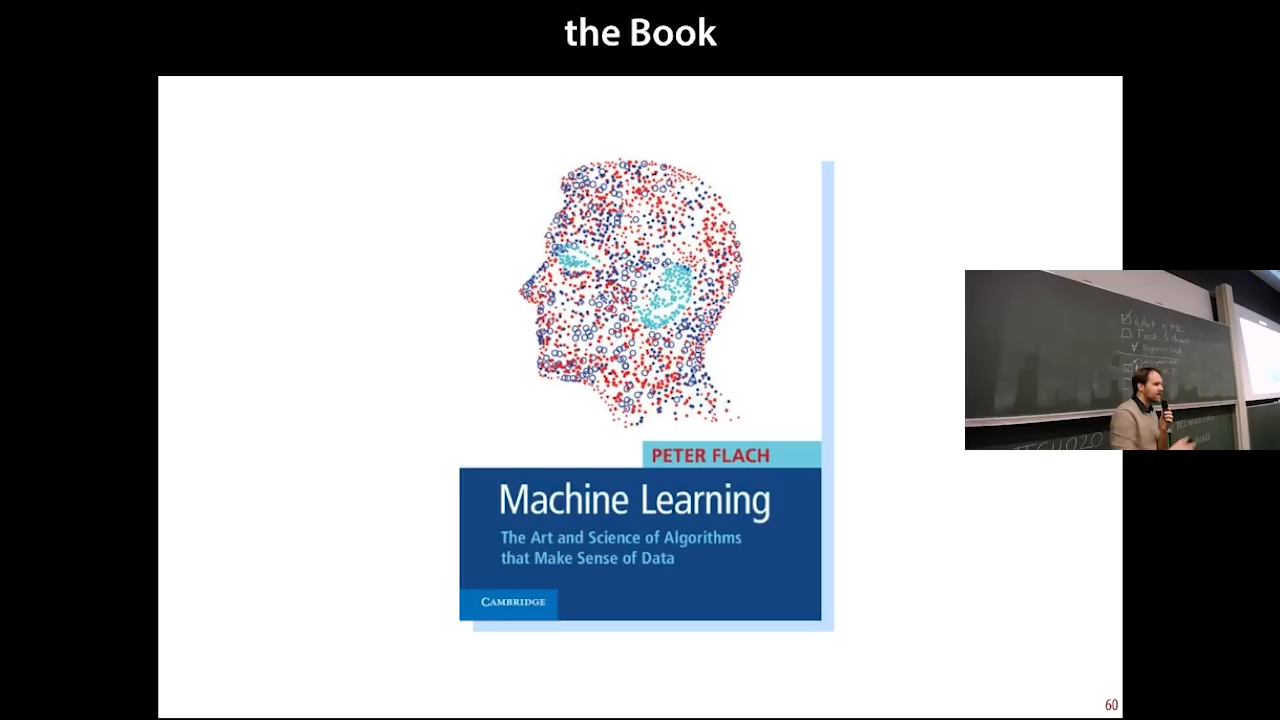 the Book
PETER FLACH
Machine Learning
The Art and Science of Algorithms
that Make Sense of Data
CAMBRIDGE
60